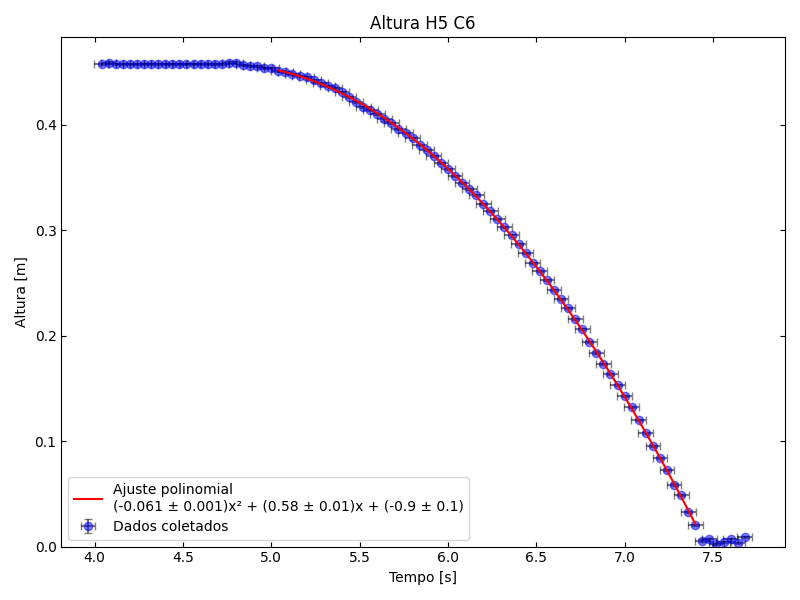 Altura H5 C6
Altura [m]
0.4
0.3
0.2
0.1
0.0
Ajuste polinomial
(-0.061 ± 0.001)x² + (0.58 ± 0.01)x + (-0.9 ± 0.1)
Dados coletados
4.0 4.5 5.0 5.5 6.0 6.5 7.0 7.5
Tempo [s]